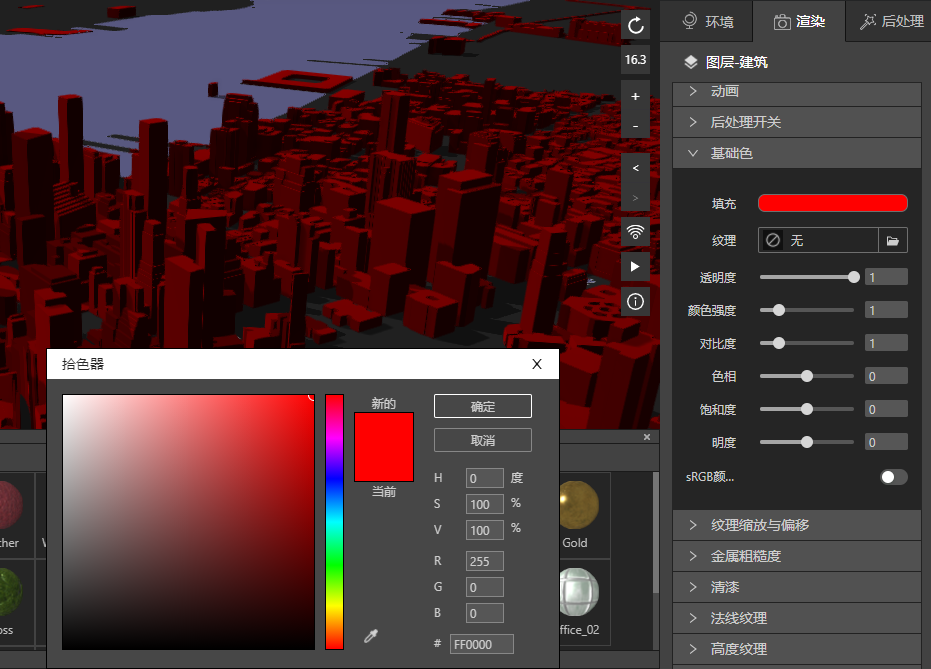 16.3
+
-
<
>
环境
渲染
后处理
图层-建筑
动画
后处理开关
基础色
填充
纹理
无
透明度
1
颜色强度
1
对比度
1
色相
0
饱和度
0
明度
0
sRGB颜...
纹理缩放与偏移
金属粗糙度
清漆
法线纹理
高度纹理
拾色器
X
新的
当前
确定
取消
H
0
度
S
100
%
V
100
%
R
255
G
0
B
0
#
FF0000
ther
Gold
oss
ffice_02